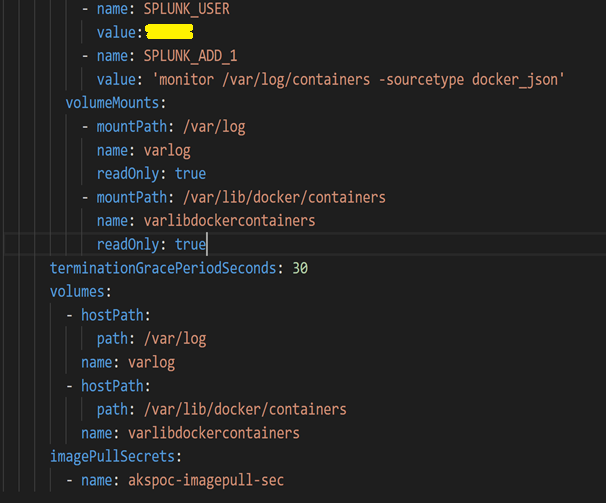 - name: SPLUNK_USER
value:
- name: SPLUNK_ADD_1
value: 'monitor /var/log/containers -sourcetype docker_json'
volumeMounts:
- mountPath: /var/log
name: varlog
readOnly: true
- mountPath: /var/lib/docker/containers
name: varlibdockercontainers
readOnly: true
terminationGracePeriodSeconds: 30
volumes:
- hostPath:
path: /var/log
name: varlog
- hostPath:
path: /var/lib/docker/containers
name: varlibdockercontainers
imagePullSecrets:
- name: akspoc-imagepull-sec